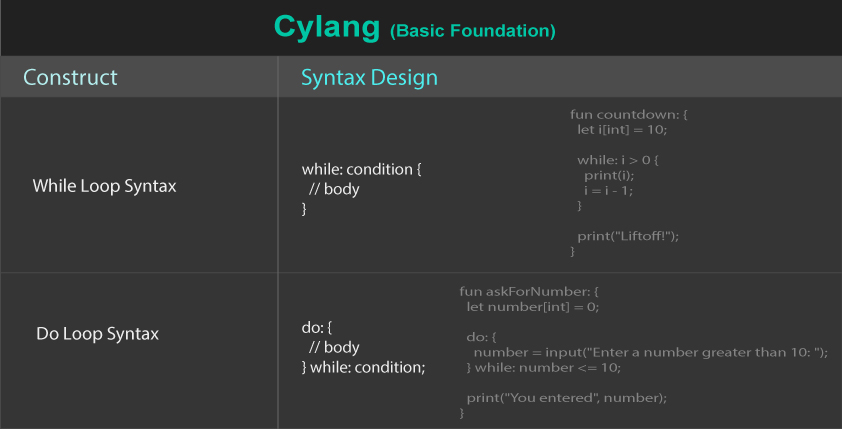 Cylang (Basic Foundation)
Construct
Syntax Design
While Loop Syntax
while: condition {
  // body
}
fun countdown: {
  let i[int] = 10;
  while: i > 0 {
    print(i);
    i = i - 1;
  }
  print("Liftoff!");
}
Do Loop Syntax
do: {
  // body
} while: condition;
fun askForNumber: {
  let number[int] = 0;
  do: {
    number = input("Enter a number greater than 10: ");
  } while: number <= 10;
  print("You entered", number);
}